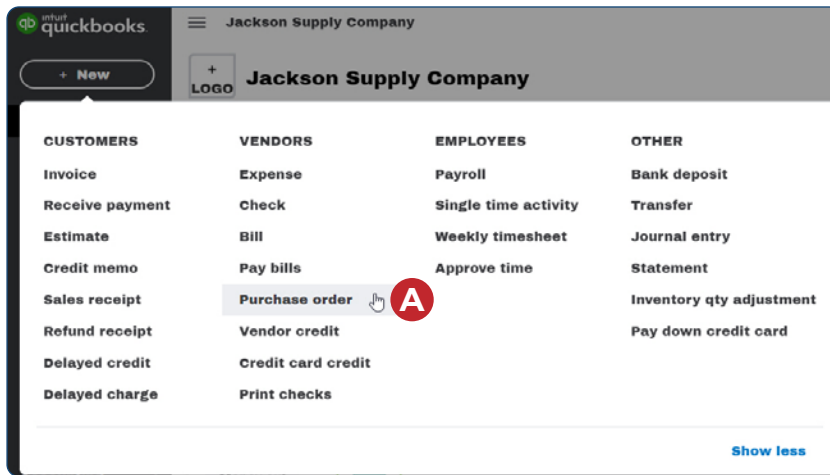 qb intuit quickbooks.
Jackson Supply Company
+ New
+ LOGO
Jackson Supply Company
CUSTOMERS
Invoice
Receive payment
Estimate
Credit memo
Sales receipt
Refund receipt
Delayed credit
Delayed charge
VENDORS
Expense
Check
Bill
Pay bills
Purchase order
A
Vendor credit
Credit card credit
Print checks
EMPLOYEES
Payroll
Single time activity
Weekly timesheet
Approve time
OTHER
Bank deposit
Transfer
Journal entry
Statement
Inventory qty adjustment
Pay down credit card
Show less